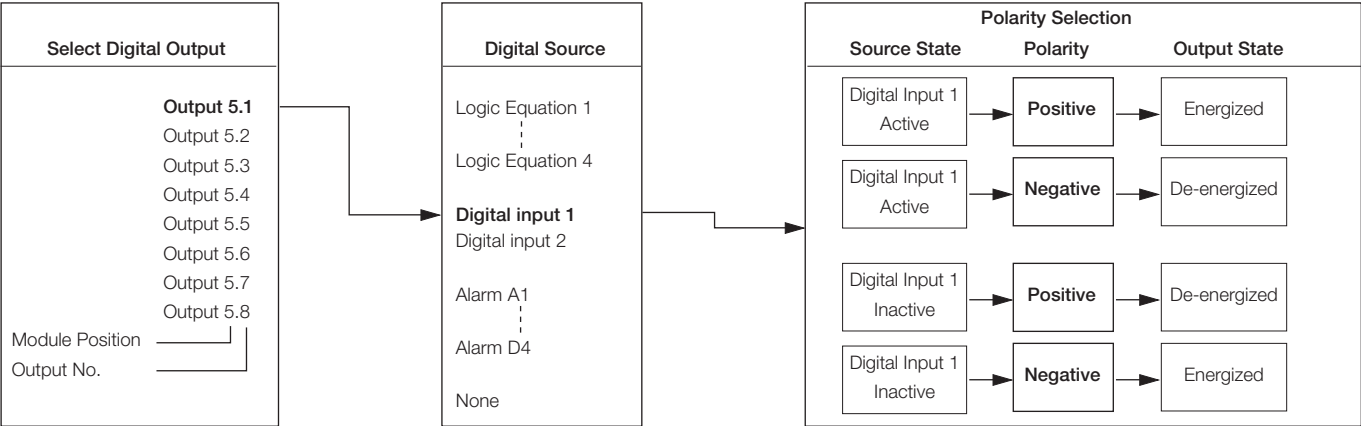 Select Digital Output
Output 5.1
Output 5.2
Output 5.3
Output 5.4
Output 5.5
Output 5.6
Output 5.7
Output 5.8
Module Position
Output No.
Digital Source
Logic Equation 1
Logic Equation 4
Digital input 1
Digital input 2
Alarm A1
Alarm D4
None
Polarity Selection
Source State Polarity Output State
Digital Input 1
Active
Positive
Energized
Digital Input 1
Active
Negative
De-energized
Digital Input 1
Inactive
Positive
De-energized
Digital Input 1
Inactive
Negative
Energized